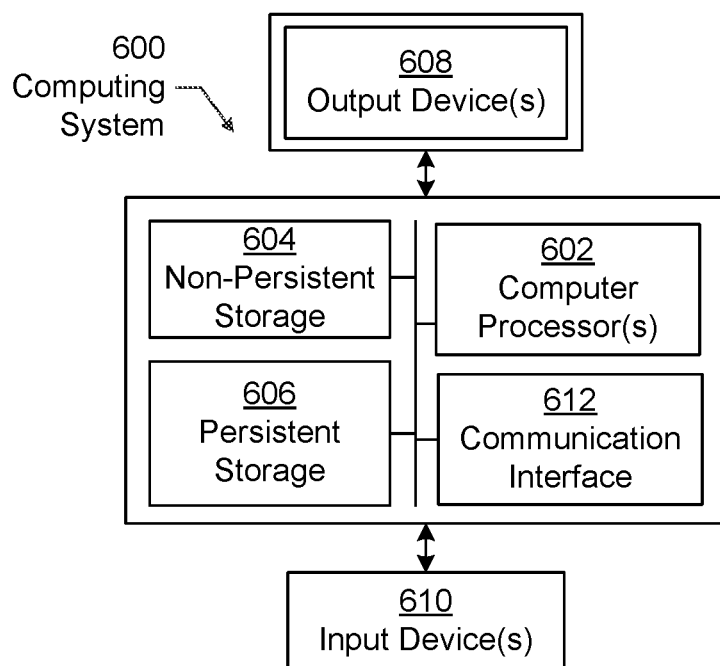 600
Computing
System
608
Output Device(s)
604
Non-Persistent
Storage
602
Computer
Processor(s)
606
Persistent
Storage
612
Communication
Interface
610
Input Device(s)